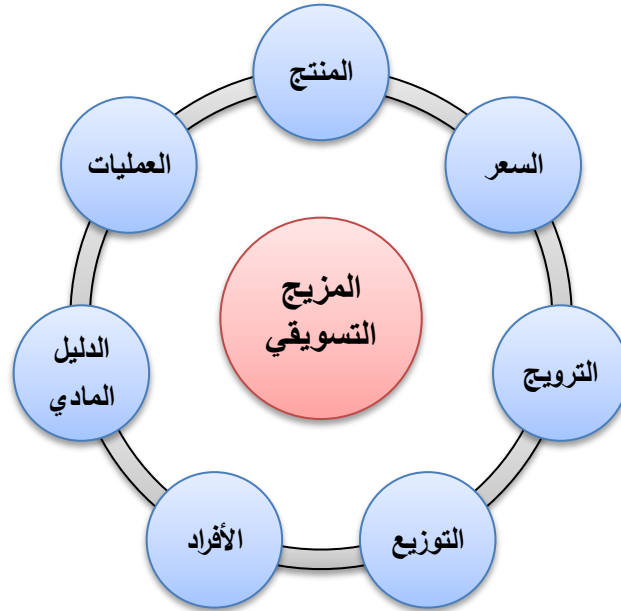 المنتج
السعر
الترويج
التوزيع
الأفراد
الدليل
المادي
العمليات
المزيج
التسويقي